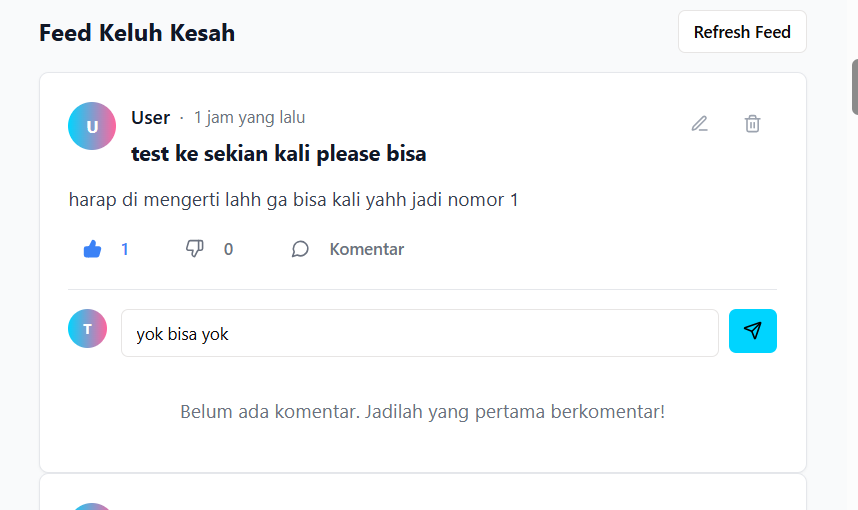 Feed Keluh Kesah
Refresh Feed
U
User · 1 jam yang lalu
test ke sekian kali please bisa
harap di mengerti lahh ga bisa kali yahh jadi nomor 1
1 0 Komentar
T
yok bisa yok
Belum ada komentar. Jadilah yang pertama berkomentar!